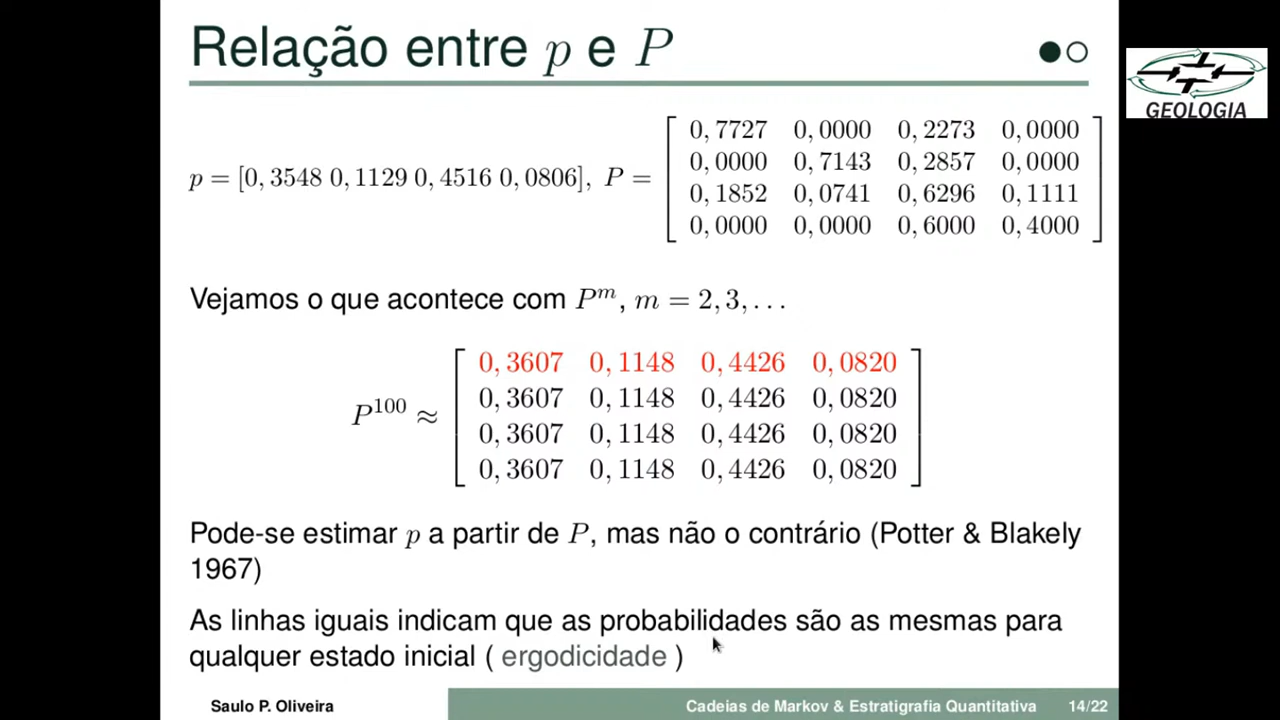 Relação entre p e P
GEOLOGIA
p = [0, 3548 0, 1129 0, 4516 0, 0806], P =
0, 7727 0, 0000 0, 2273 0, 0000
0, 0000 0, 7143 0, 2857 0, 0000
0, 1852 0, 0741 0, 6296 0, 1111
0, 0000 0, 0000 0, 6000 0, 4000
Vejamos o que acontece com P^m, m = 2, 3, . . .
P^100 ≈
0, 3607 0, 1148 0, 4426 0, 0820
0, 3607 0, 1148 0, 4426 0, 0820
0, 3607 0, 1148 0, 4426 0, 0820
0, 3607 0, 1148 0, 4426 0, 0820
Pode-se estimar p a partir de P, mas não o contrário (Potter & Blakely
1967)
As linhas iguais indicam que as probabilidades são as mesmas para
qualquer estado inicial ( ergodicidade )
Saulo P. Oliveira
Cadeias de Markov & Estratigrafia Quantitativa 14/22